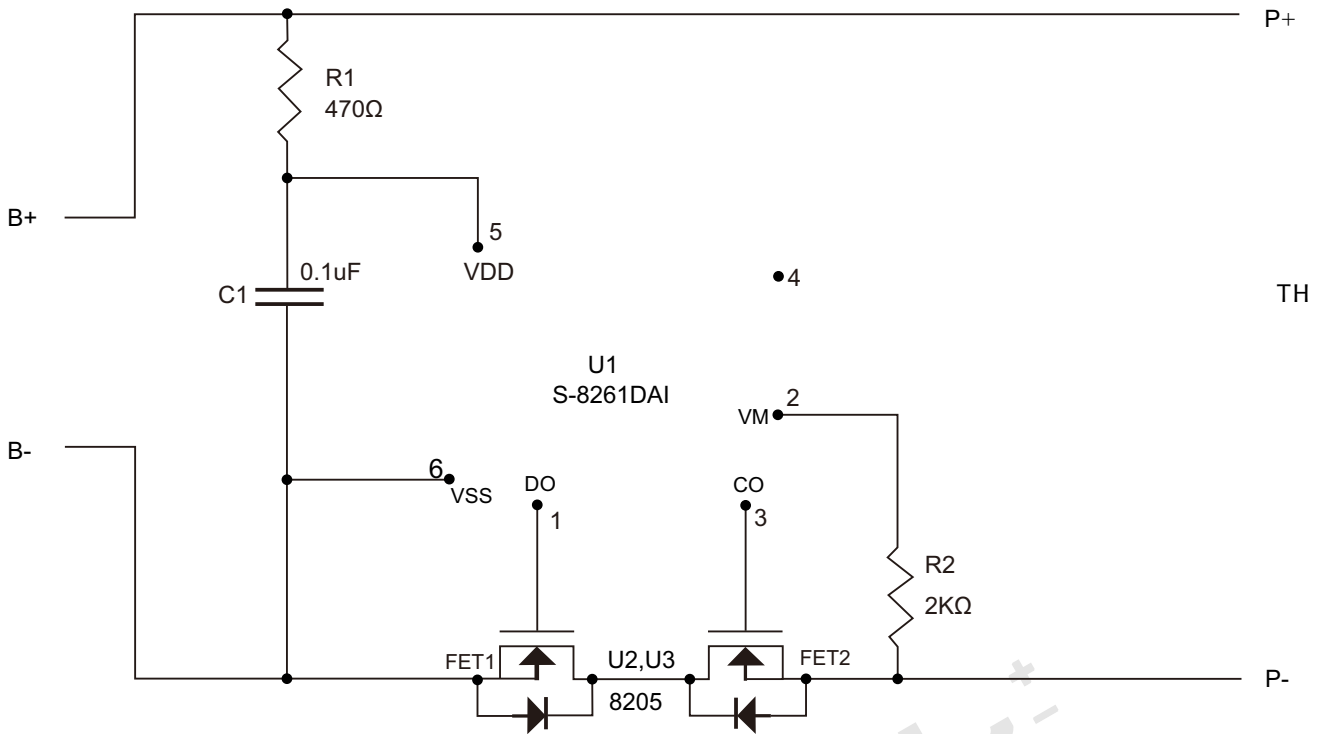 P+
R1
470Ω
B+
5
VDD
0.1uF
C1
4
TH
U1
S-8261DAI
2
VM
B-
6
VSS
DO
1
CO
3
R2
2KΩ
FET1
U2,U3
8205
FET2
P-